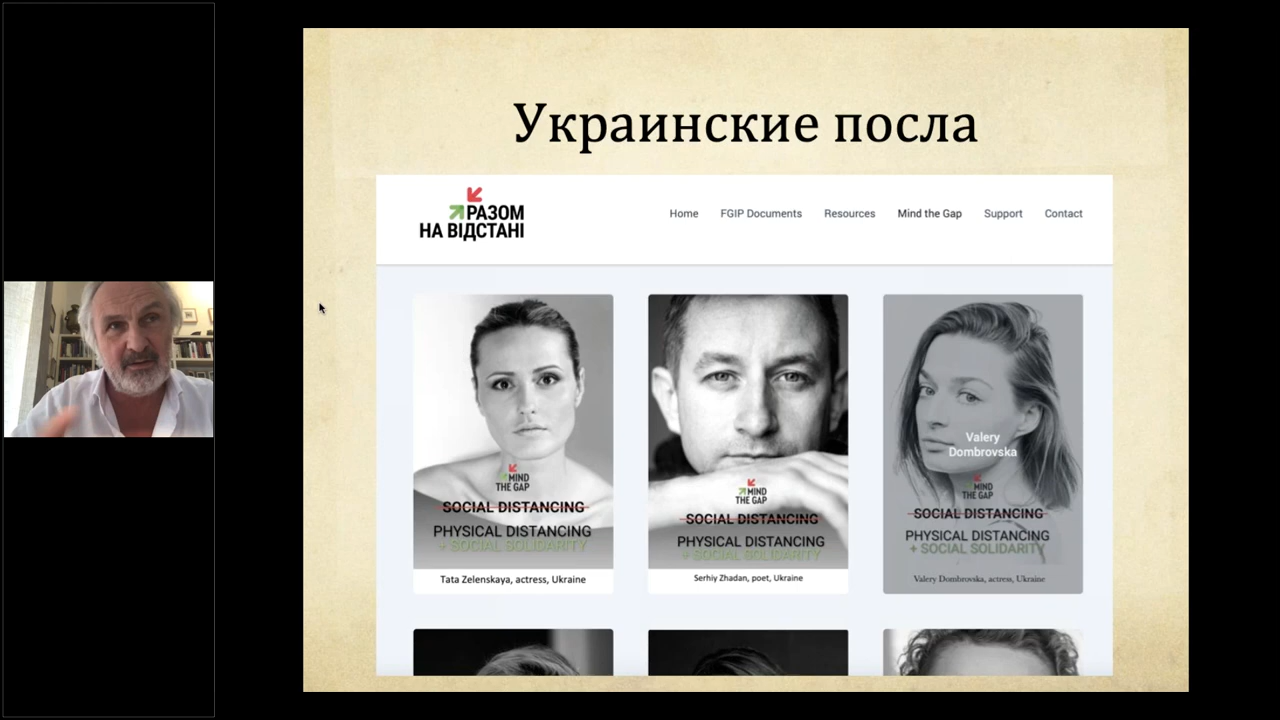 Украинские посла
РАЗОМ
НА ВІДСТАНІ
Home FGIP Documents Resources Mind the Gap Support Contact
MIND
THE GAP
SOCIAL DISTANCING
PHYSICAL DISTANCING
+ SOCIAL SOLIDARITY
Tata Zelenskaya, actress, Ukraine
MIND
THE GAP
SOCIAL DISTANCING
PHYSICAL DISTANCING
+ SOCIAL SOLIDARITY
Serhiy Zhadan, poet, Ukraine
Valery
Dombrovska
MIND
THE GAP
SOCIAL DISTANCING
PHYSICAL DISTANCING
+ SOCIAL SOLIDARITY
Valery Dombrovska, actress, Ukraine